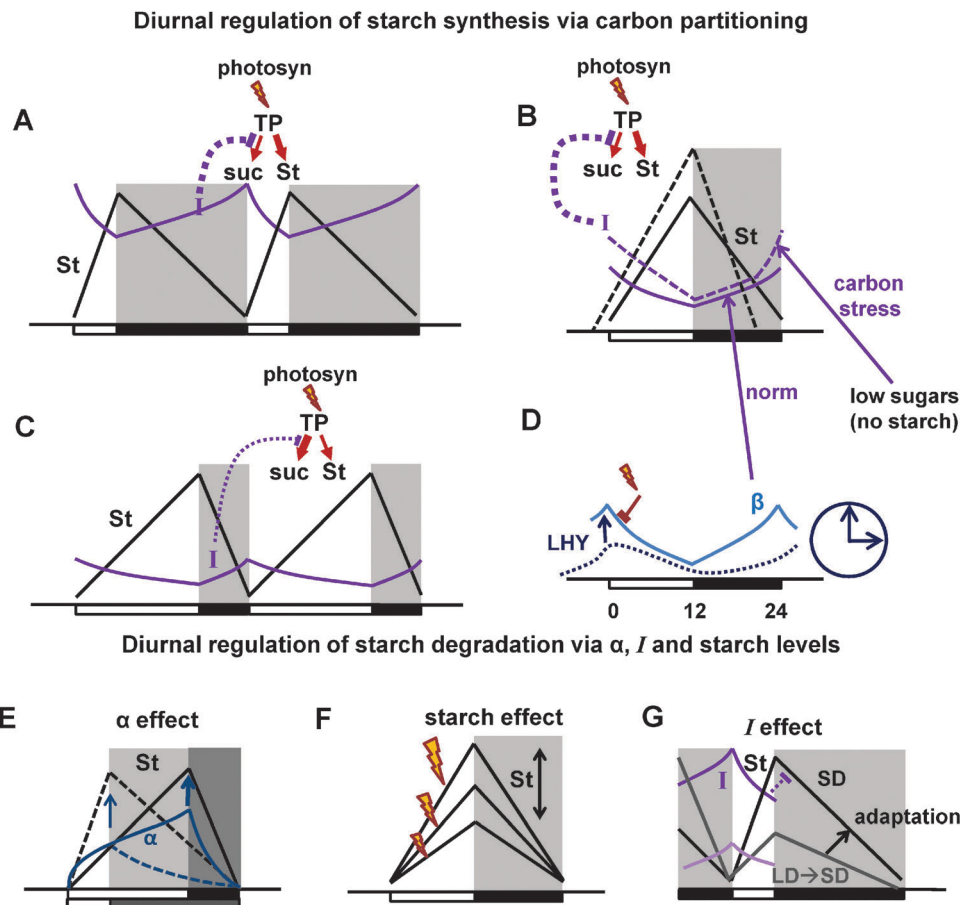 Diurnal regulation of starch synthesis via carbon partitioning
A
photosyn
TP
suc St
I
St
B
photosyn
TP
suc St
I
St
carbon
stress
norm
low sugars
(no starch)
C
photosyn
TP
suc St
St
I
D
β
LHY
0 12 24
Diurnal regulation of starch degradation via α, I and starch levels
E
α effect
St
α
F
starch effect
St
G
I effect
I
St
SD
adaptation
LD→SD